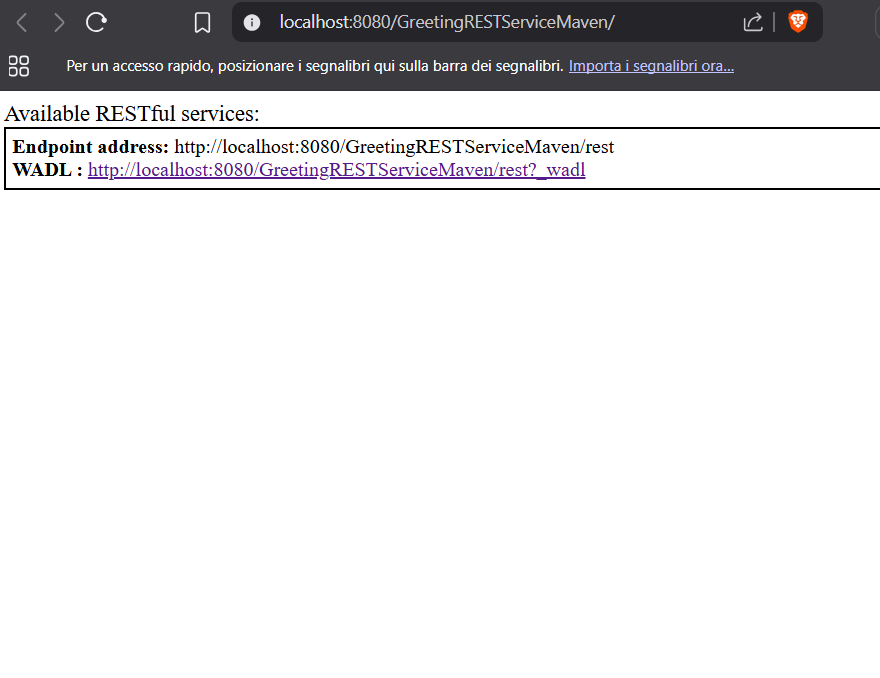 localhost:8080/GreetingRESTServiceMaven/
Per un accesso rapido, posizionare i segnalibri qui sulla barra dei segnalibri. Importa i segnalibri ora...
Available RESTful services:
Endpoint address: http://localhost:8080/GreetingRESTServiceMaven/rest
WADL : http://localhost:8080/GreetingRESTServiceMaven/rest?_wadl